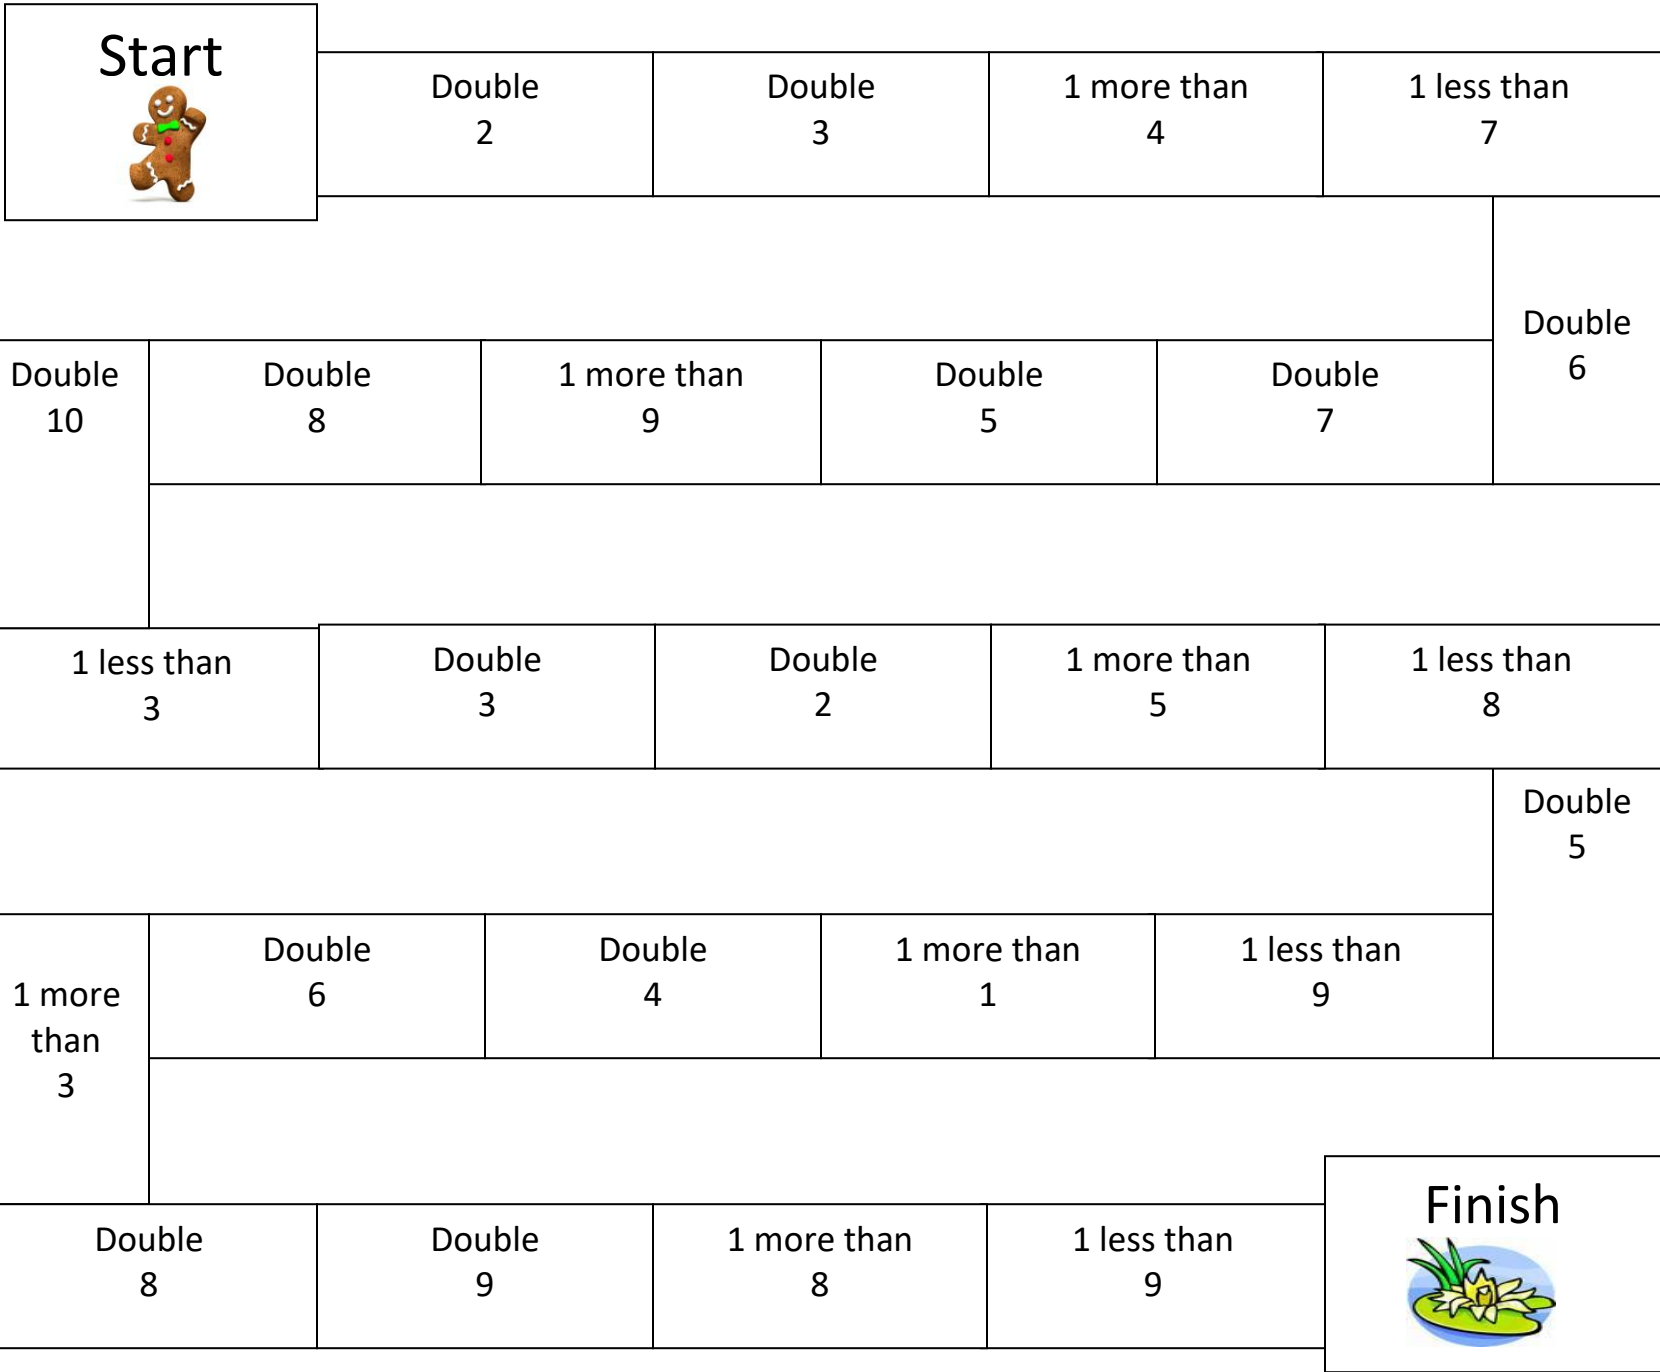 Start
Double
2
Double
3
1 more than
4
1 less than
7
Double
6
Double
10
Double
8
1 more than
9
Double
5
Double
7
1 less than
3
Double
3
Double
2
1 more than
5
1 less than
8
Double
5
1 more
than
3
Double
6
Double
4
1 more than
1
1 less than
9
Double
8
Double
9
1 more than
8
1 less than
9
Finish